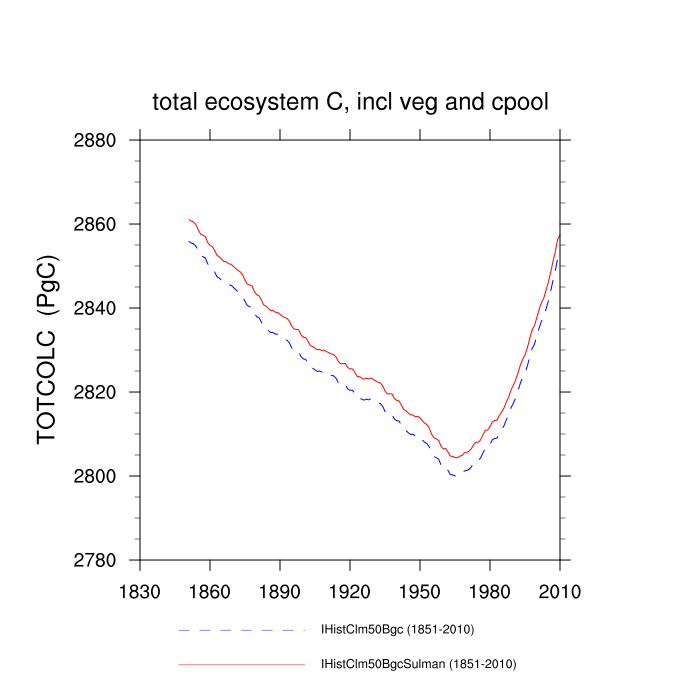 total ecosystem C, incl veg and cpool
TOTCOLC (PgC)
2880
2860
2840
2820
2800
2780
1830 1860 1890 1920 1950 1980 2010
IHistClm50Bgc (1851-2010)
IHistClm50BgcSulman (1851-2010)